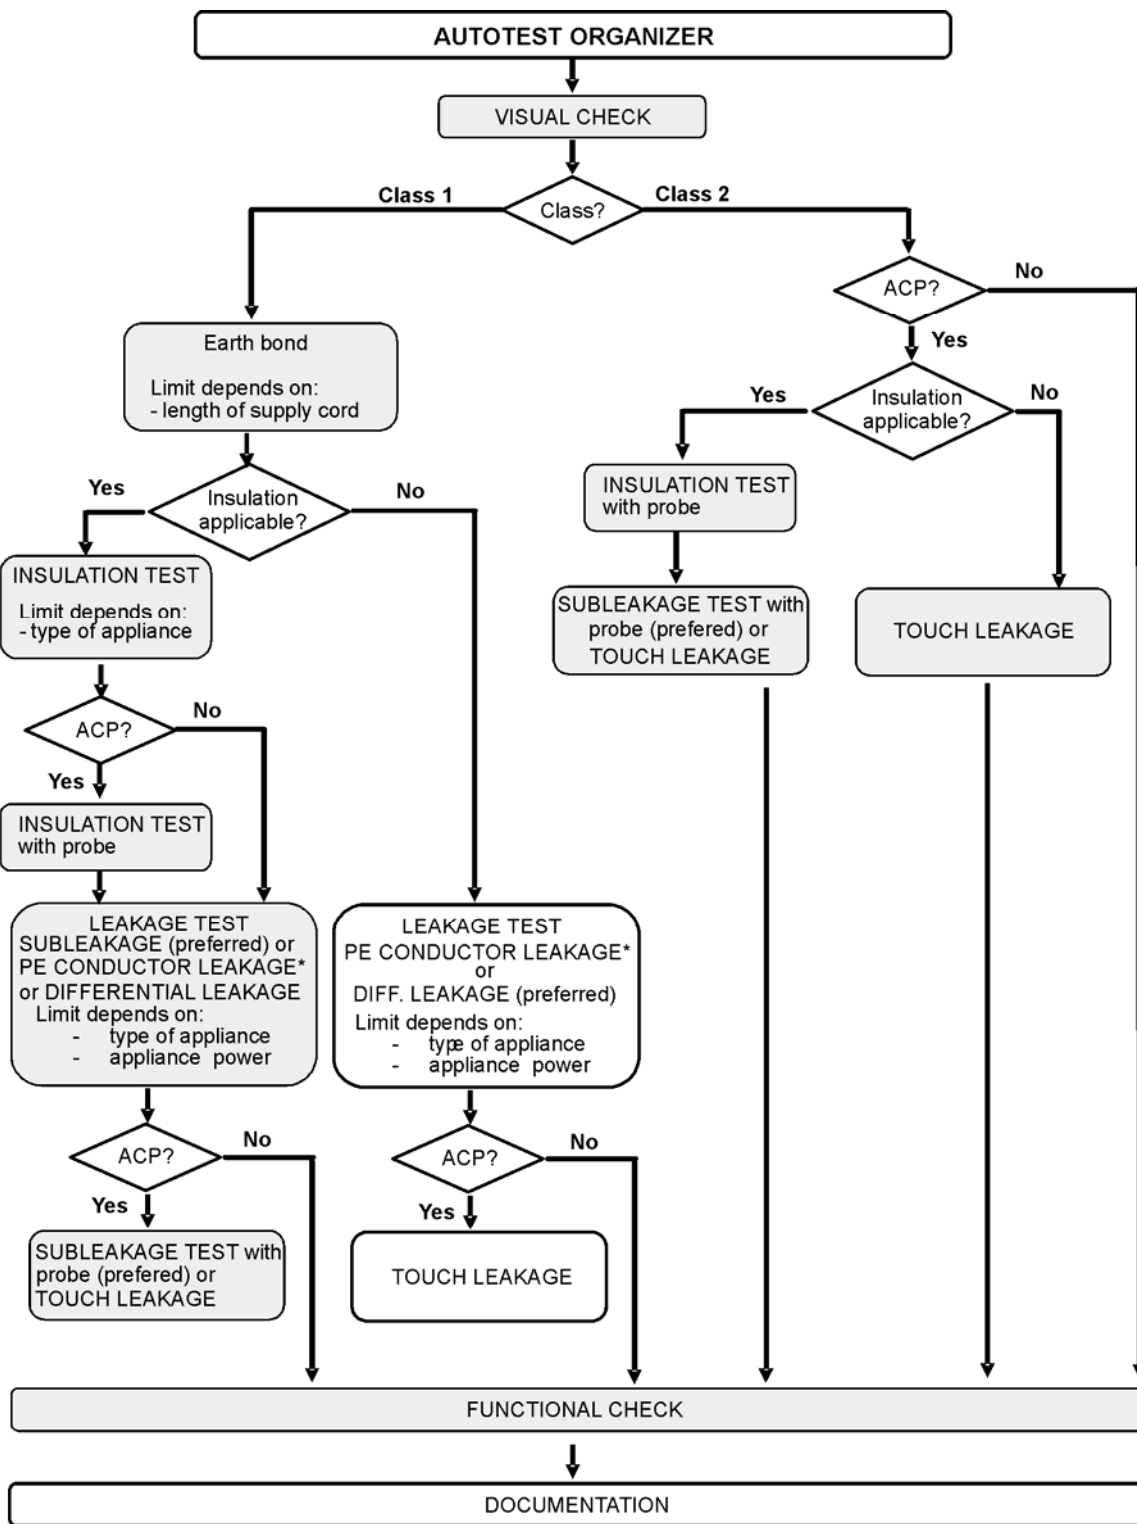 AUTOTEST ORGANIZER
VISUAL CHECK
Class 1
Class?
Class 2
ACP?
No
Yes
Earth bond
Limit depends on:
- length of supply cord
Yes
Insulation
applicable?
No
INSULATION TEST
with probe
SUBLEAKAGE TEST with
probe (prefered) or
TOUCH LEAKAGE
TOUCH LEAKAGE
Yes
Insulation
applicable?
No
INSULATION TEST
Limit depends on:
- type of appliance
ACP?
No
Yes
INSULATION TEST
with probe
LEAKAGE TEST
SUBLEAKAGE (preferred) or
PE CONDUCTOR LEAKAGE*
or DIFFERENTIAL LEAKAGE
Limit depends on:
- type of appliance
- appliance power
LEAKAGE TEST
PE CONDUCTOR LEAKAGE*
or
DIFF. LEAKAGE (preferred)
Limit depends on:
- type of appliance
- appliance power
ACP?
No
Yes
SUBLEAKAGE TEST with
probe (prefered) or
TOUCH LEAKAGE
ACP?
No
Yes
TOUCH LEAKAGE
FUNCTIONAL CHECK
DOCUMENTATION